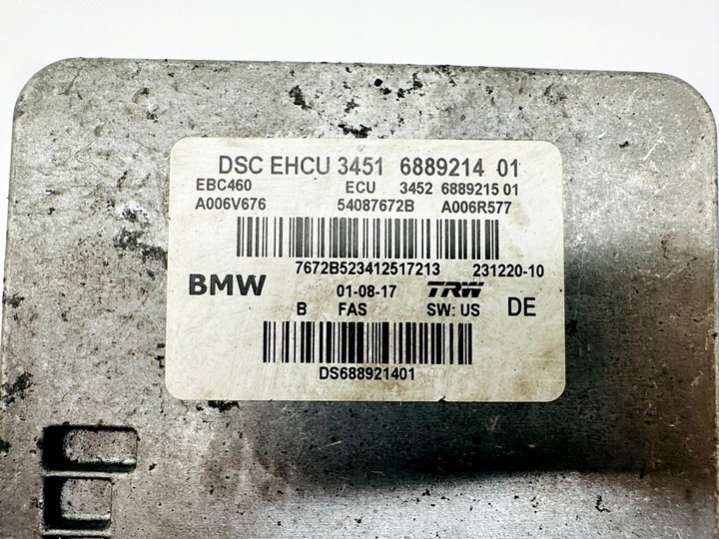 DSC EHCU 3451 6889214 01
EBC460 ECU 3452 6889215 01
A006V676 54087672B A006R577
7672B523412517213 231220-10
BMW 01-08-17 TRW
B FAS SW: US DE
DS688921401